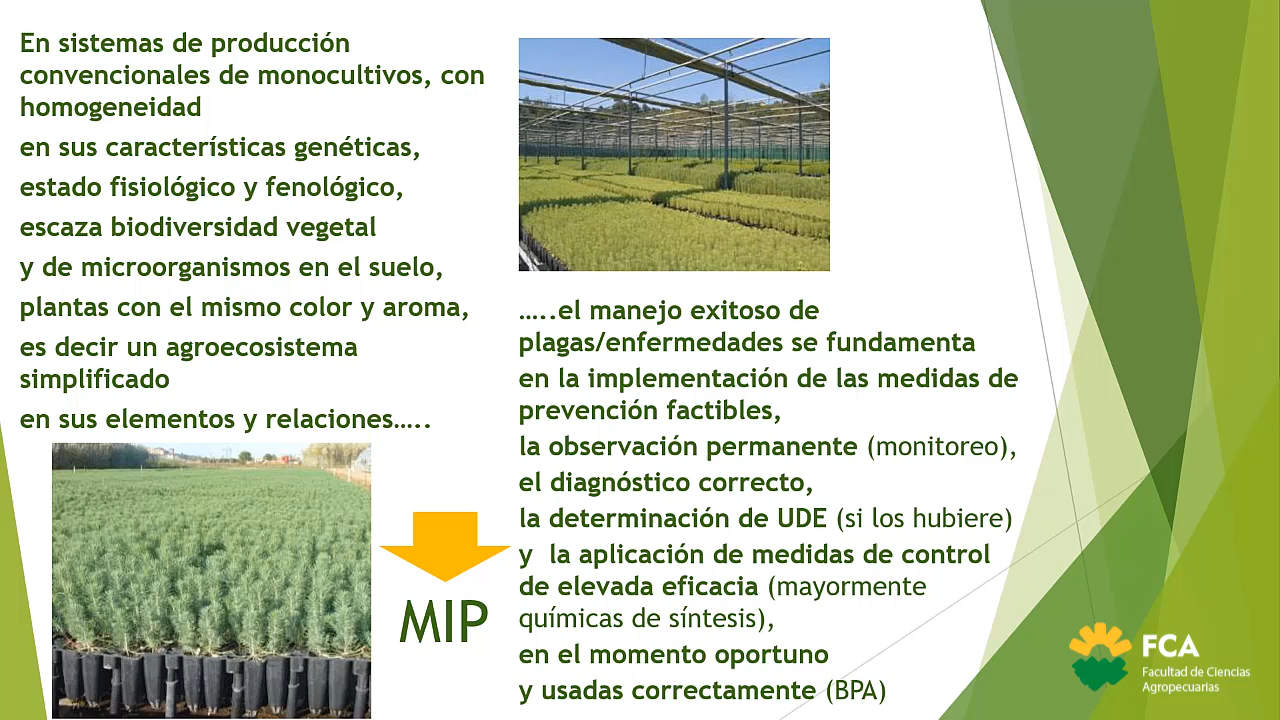 En sistemas de producción
convencionales de monocultivos, con
homogeneidad
en sus características genéticas,
estado fisiológico y fenológico,
escaza biodiversidad vegetal
y de microorganismos en el suelo,
plantas con el mismo color y aroma,
es decir un agroecosistema
simplificado
en sus elementos y relaciones…..
MIP
…..el manejo exitoso de
plagas/enfermedades se fundamenta
en la implementación de las medidas de
prevención factibles,
la observación permanente (monitoreo),
el diagnóstico correcto,
la determinación de UDE (si los hubiere)
y  la aplicación de medidas de control
de elevada eficacia (mayormente
químicas de síntesis),
en el momento oportuno
y usadas correctamente (BPA)
FCA
Facultad de Ciencias
Agropecuarias